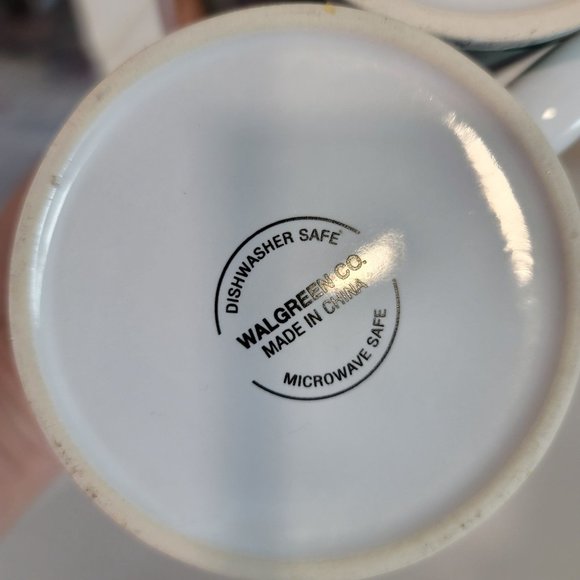 DISHWASHER SAFE
WALGREEN CO.
MADE IN CHINA
MICROWAVE SAFE